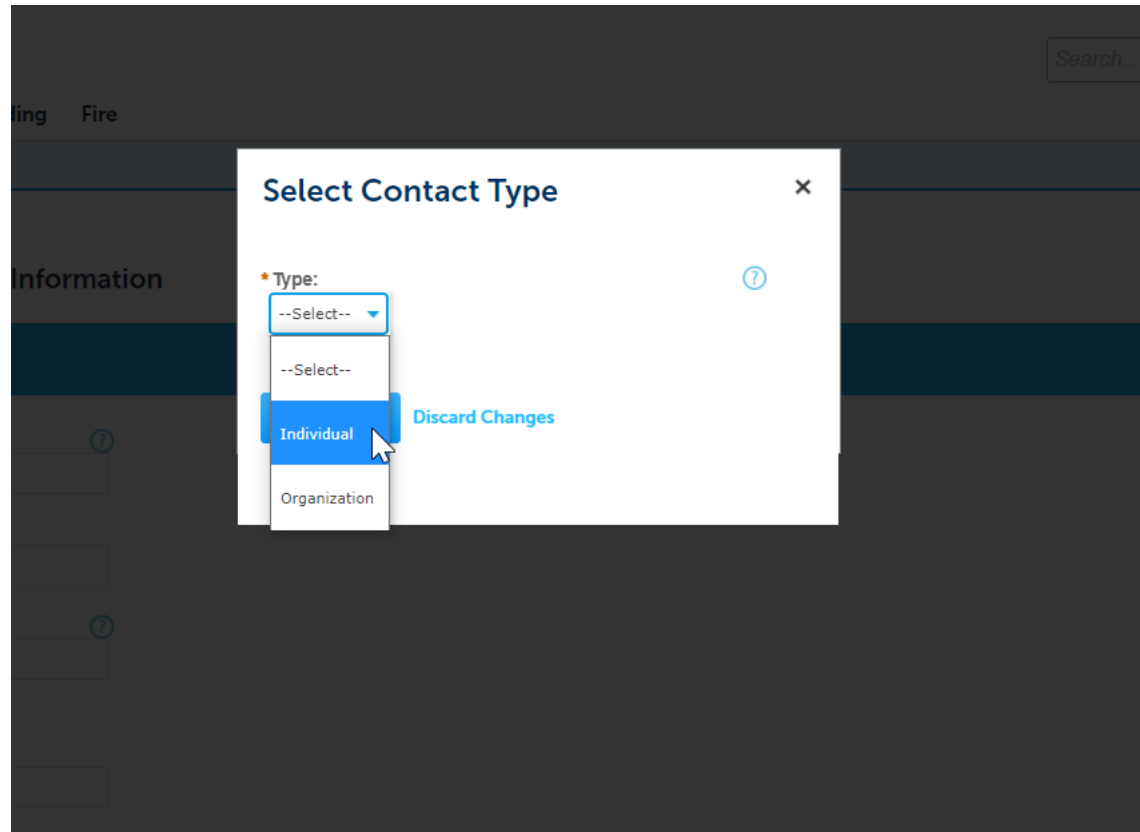 Search...
Fire
Select Contact Type
Information
* Type:
--Select--
--Select--
Discard Changes
Individual
Organization